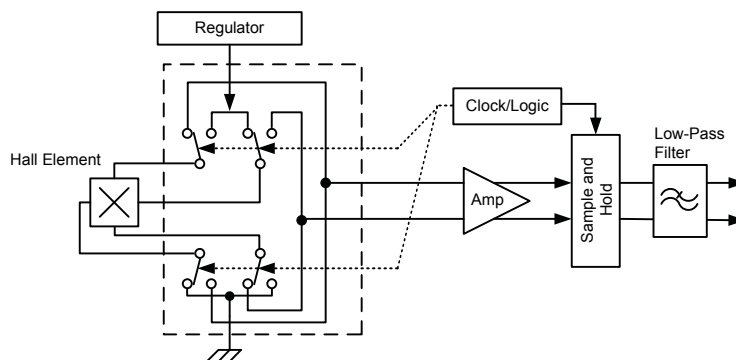 Regulator
Clock/Logic
Hall Element
Low-Pass
Filter
Amp
Sample and
Hold